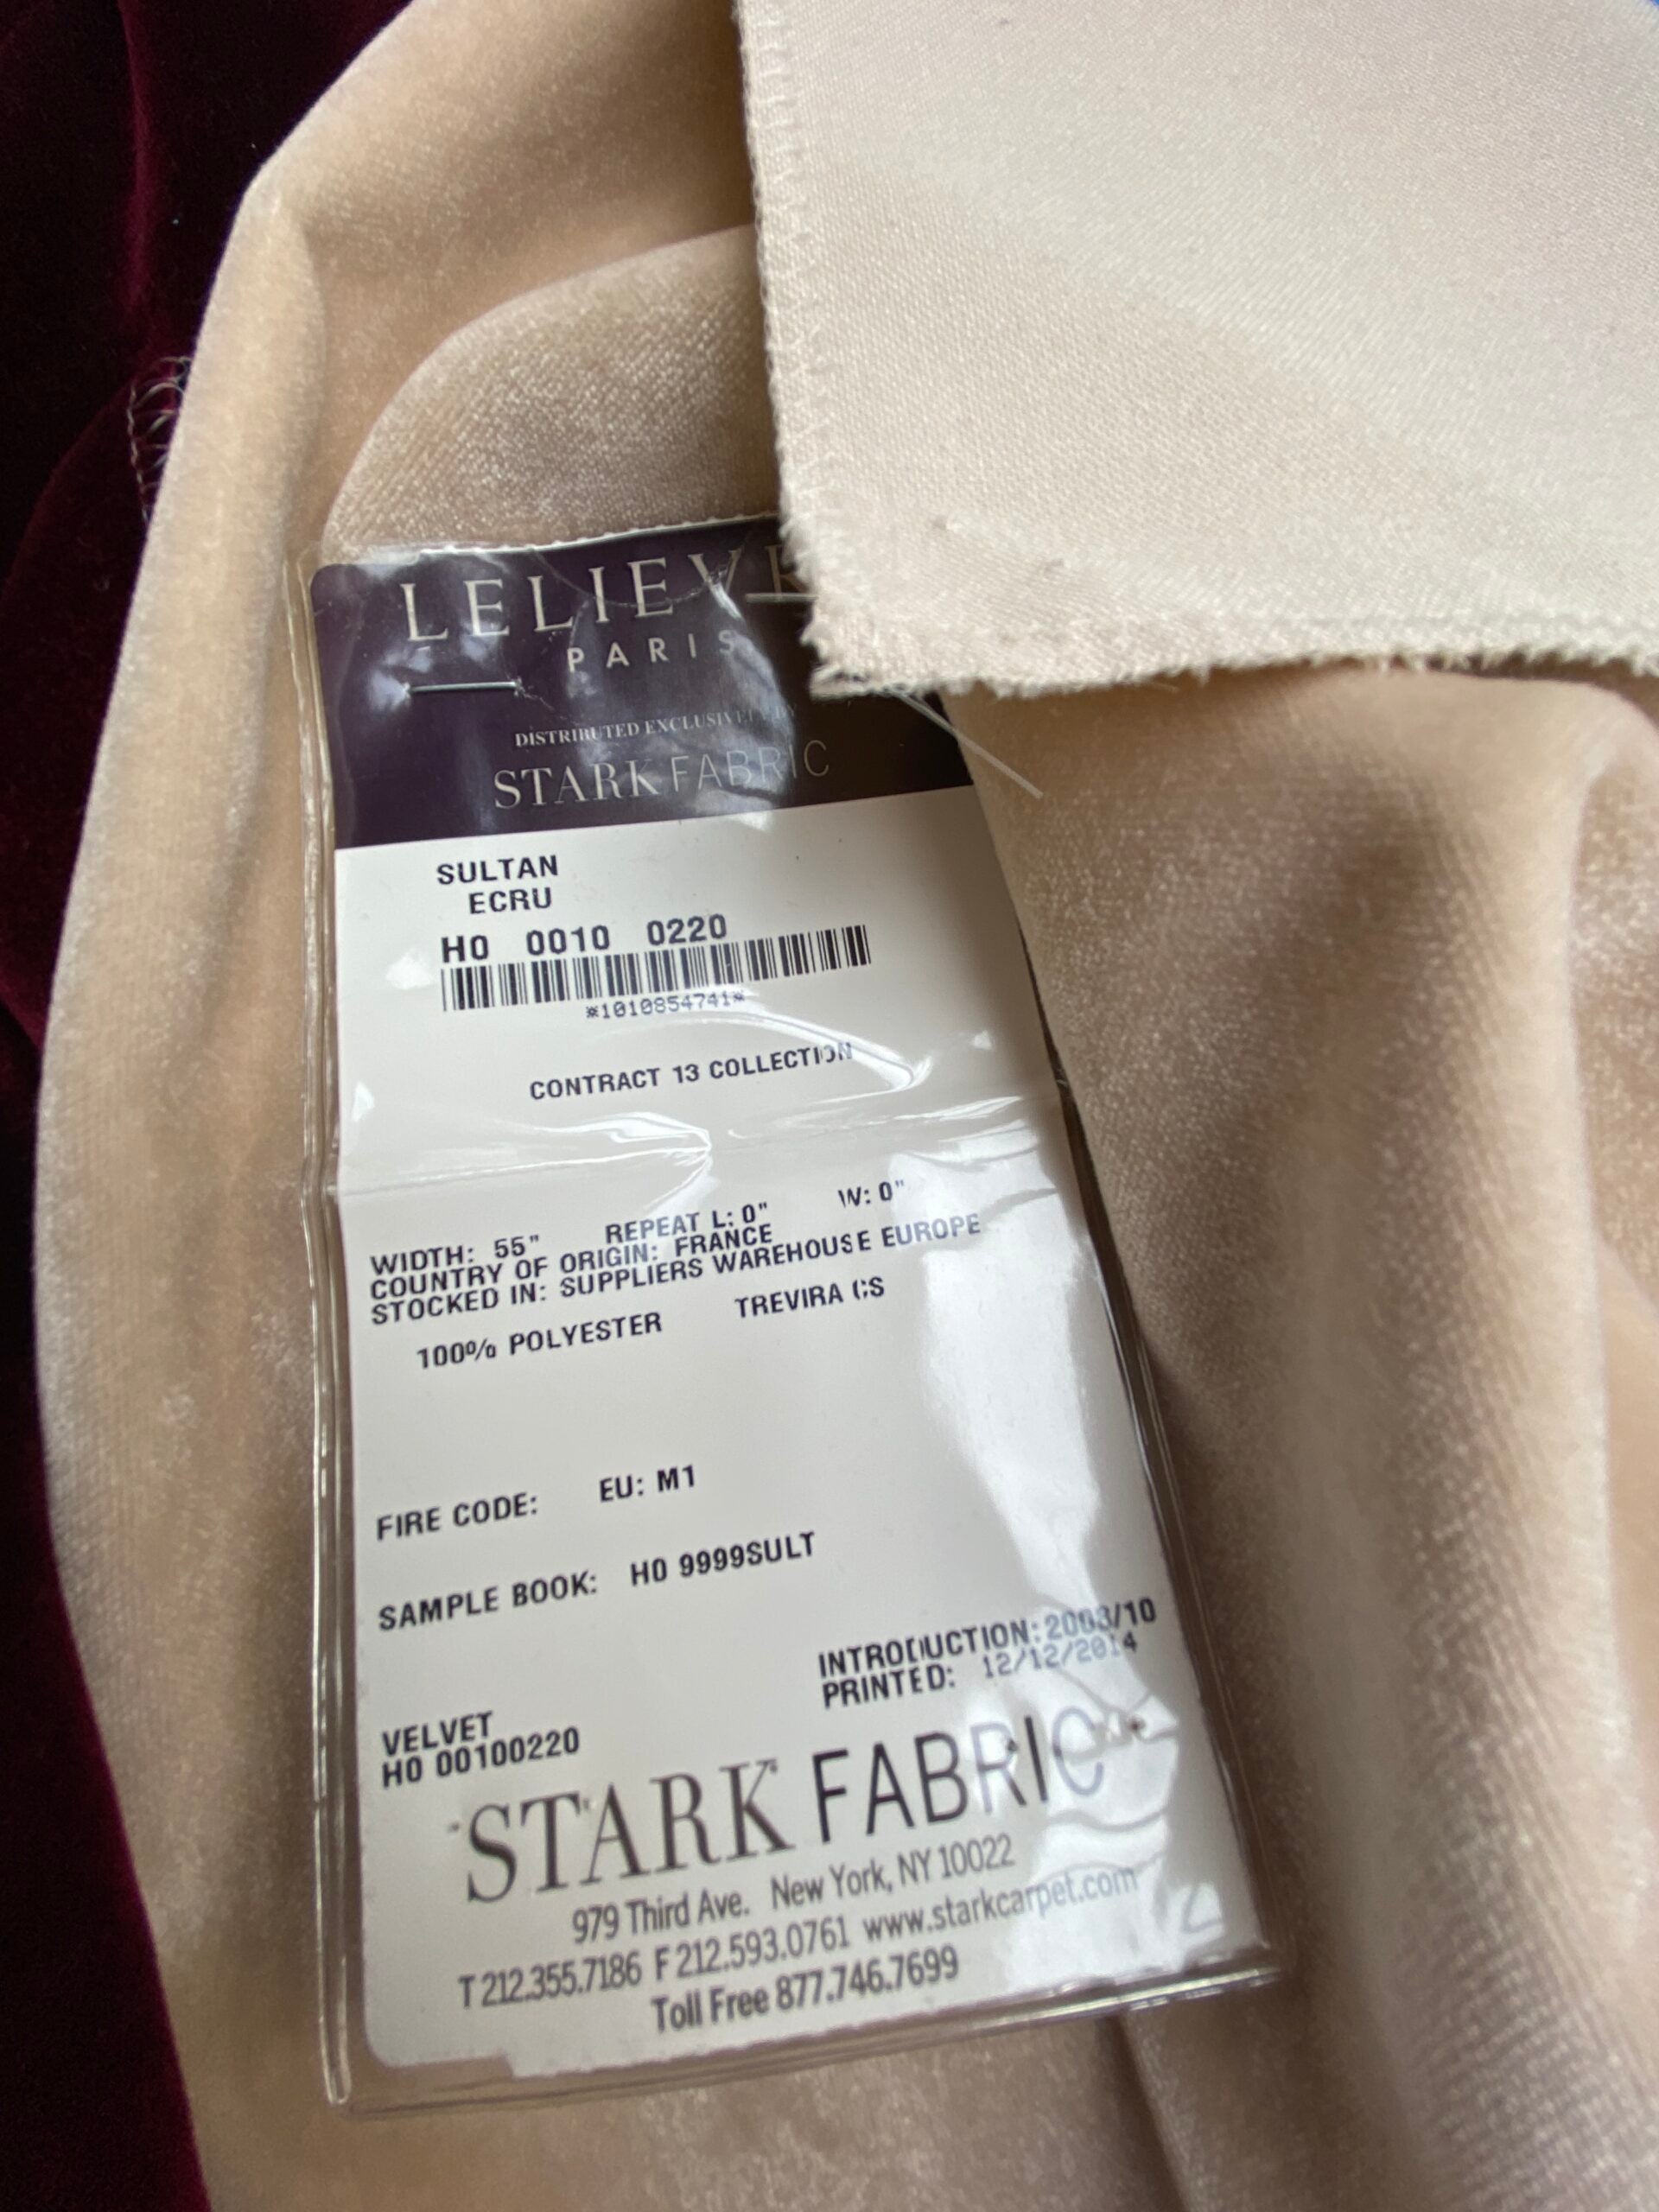 LELIEVRE
PARIS
DISTRIBUTED EXCLUSIVELY BY
STARK FABRIC
SULTAN
ECRU
H0 0010 0220
*1010854741*
CONTRACT 13 COLLECTION
WIDTH: 55" REPEAT L: 0" W: 0"
COUNTRY OF ORIGIN: FRANCE
STOCKED IN: SUPPLIERS WAREHOUSE EUROPE
100% POLYESTER TREVIRA CS
FIRE CODE: EU: M1
SAMPLE BOOK: H0 9999SULT
INTRODUCTION: 2003/10
PRINTED: 12/12/2014
VELVET
H0 00100220
STARK FABRIC
979 Third Ave. New York, NY 10022
T 212.355.7186 F 212.593.0761 www.starkcarpet.com
Toll Free 877.746.7699